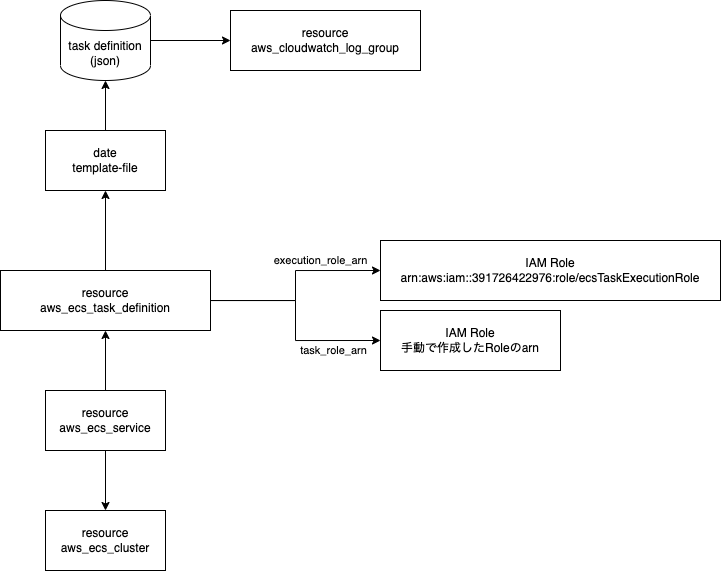 task definition
(json)
resource
aws_cloudwatch_log_group
date
template-file
execution_role_arn
IAM Role
arn:aws:iam::391726422976:role/ecsTaskExecutionRole
resource
aws_ecs_task_definition
IAM Role
手動で作成したRoleのarn
task_role_arn
resource
aws_ecs_service
resource
aws_ecs_cluster